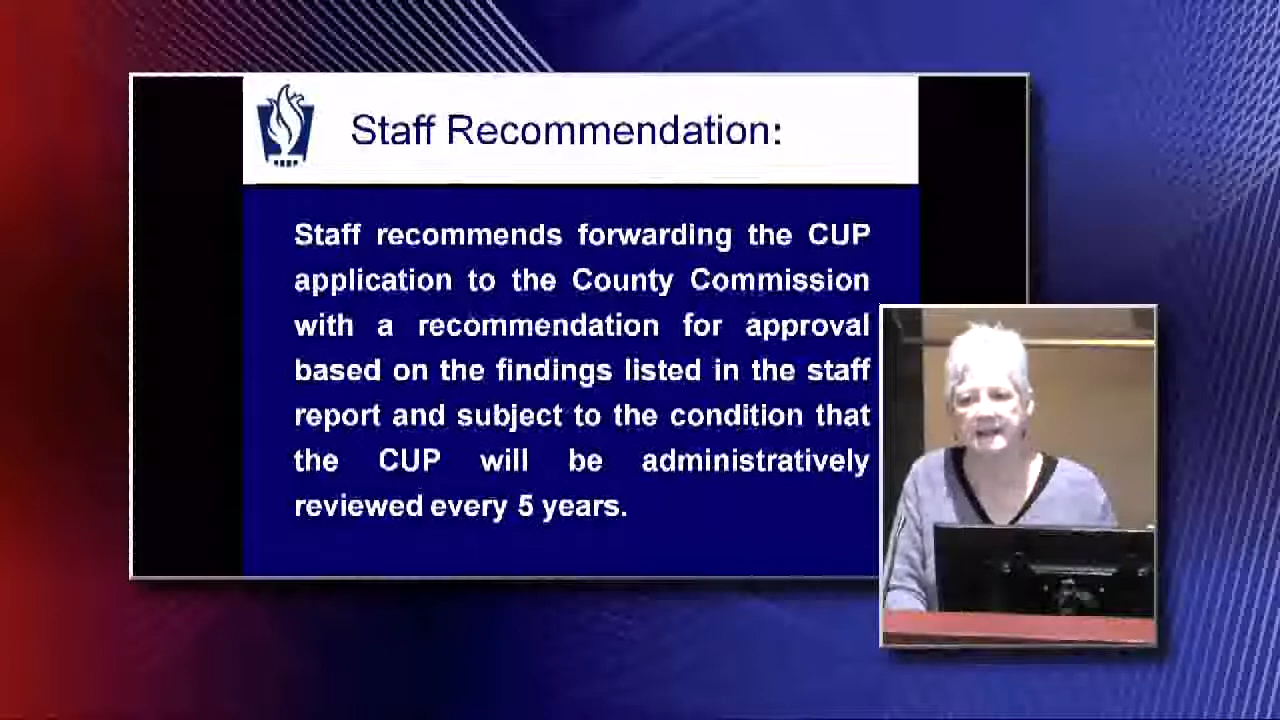 Staff Recommendation:
Staff recommends forwarding the CUP
application to the County Commission
with a recommendation for approval
based on the findings listed in the staff
report and subject to the condition that
the CUP will be administratively
reviewed every 5 years.